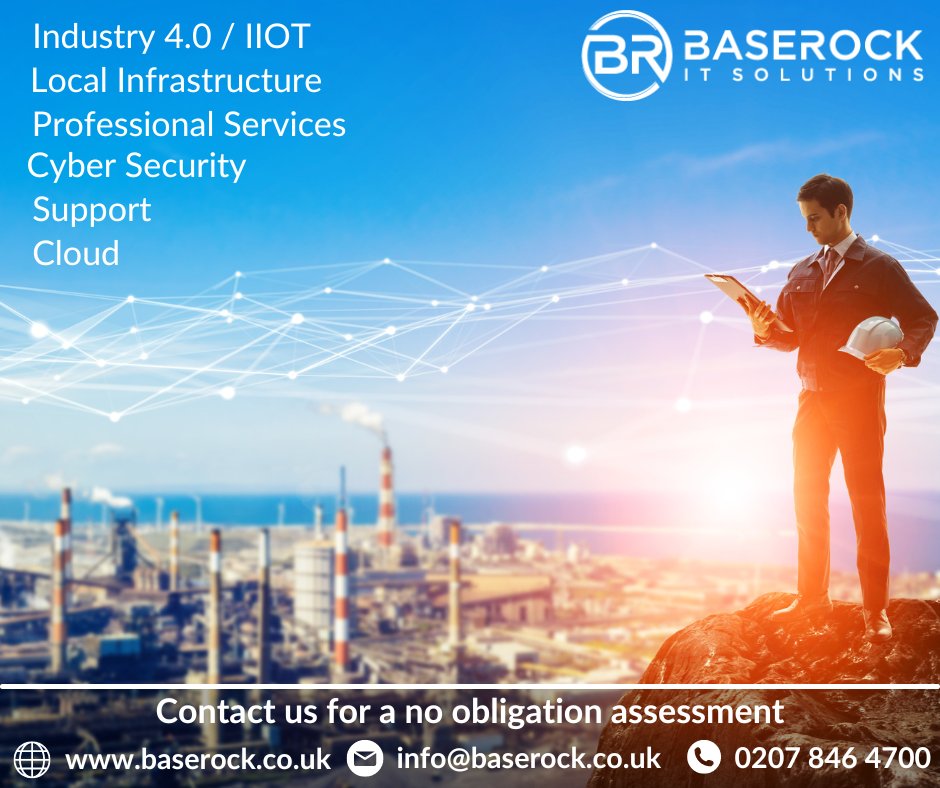 Industry 4.0 / IIOT
Local Infrastructure
Professional Services
Cyber Security
Support
Cloud
BR BASEROCK
IT SOLUTIONS
Contact us for a no obligation assessment
www.baserock.co.uk info@baserock.co.uk 0207 846 4700